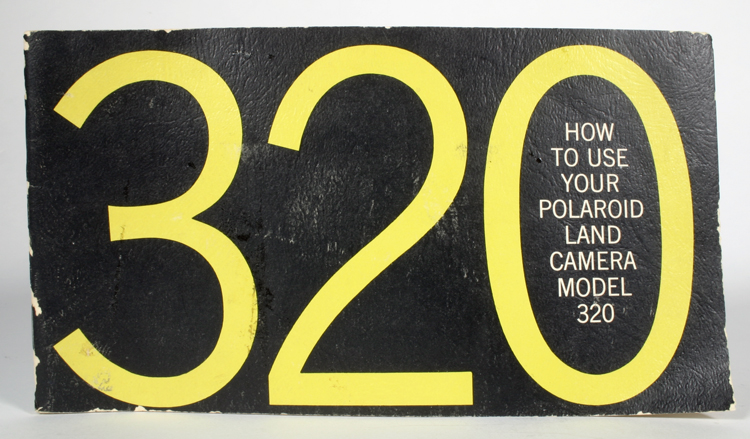 320
HOW
TO USE
YOUR
POLAROID
LAND
CAMERA
MODEL
320